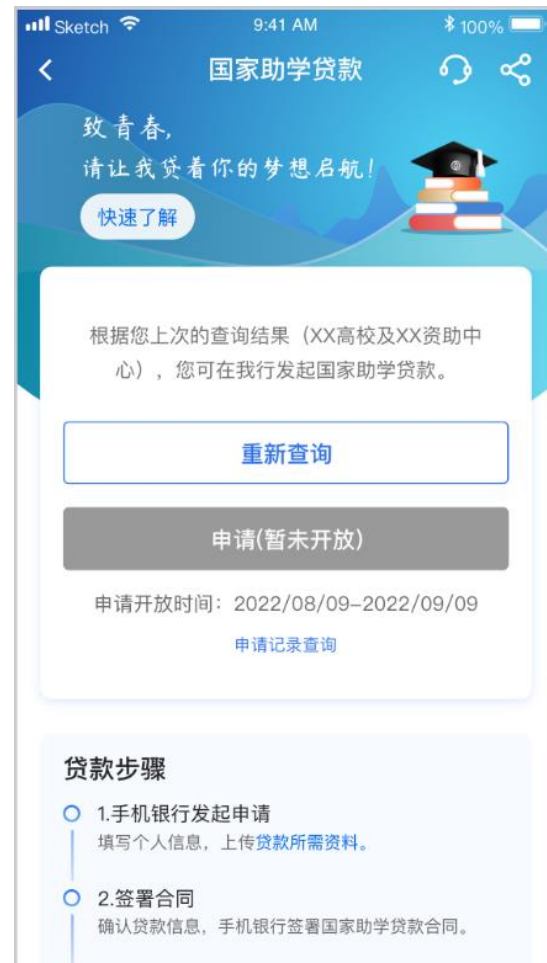 Sketch 9:41 AM 100%
国家助学贷款
致青春,
请让我贷着你的梦想启航!
快速了解
根据您上次的查询结果（XX高校及XX资助中
心），您可在我行发起国家助学贷款。
重新查询
申请(暂未开放)
申请开放时间：2022/08/09-2022/09/09
申请记录查询
贷款步骤
1.手机银行发起申请
填写个人信息，上传贷款所需资料。
2.签署合同
确认贷款信息，手机银行签署国家助学贷款合同。